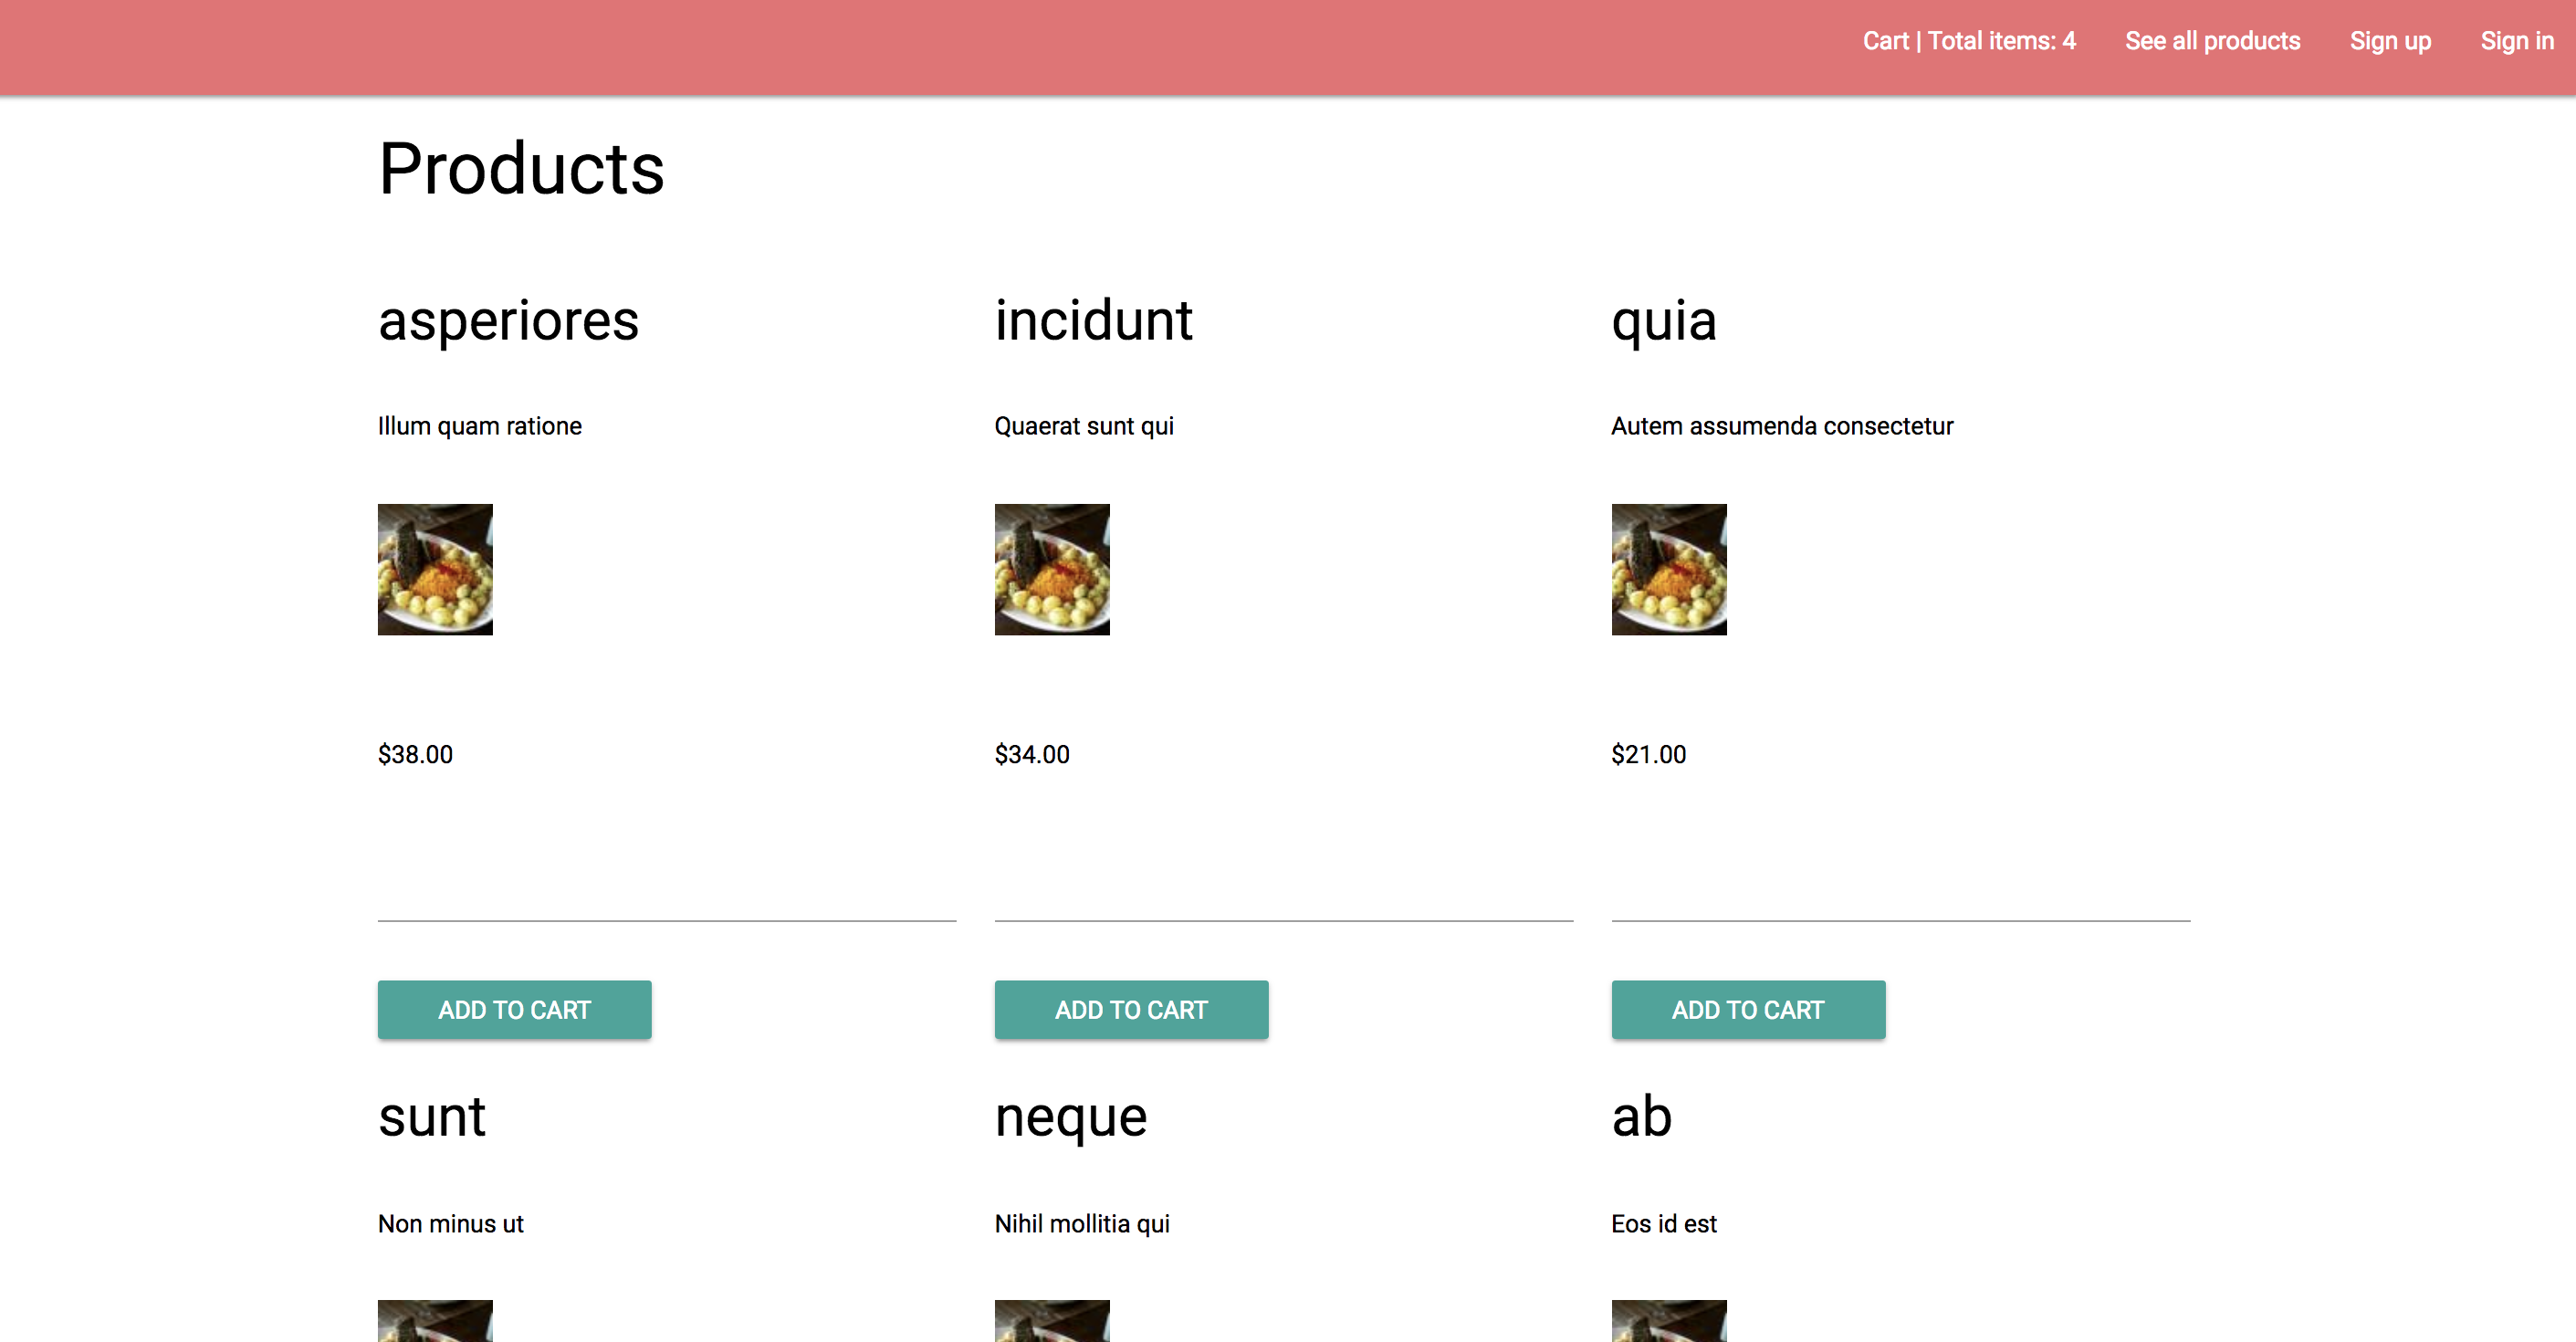 Cart | Total items: 4 See all products Sign up Sign in
Products
asperiores incidunt quia
Illum quam ratione Quaerat sunt qui Autem assumenda consectetur
$38.00 $34.00 $21.00
ADD TO CART ADD TO CART ADD TO CART
sunt neque ab
Non minus ut Nihil mollitia qui Eos id est